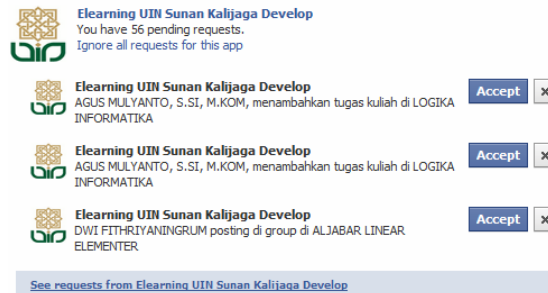 Elearning UIN Sunan Kalijaga Develop
You have 56 pending requests.
Ignore all requests for this app
Elearning UIN Sunan Kalijaga Develop
AGUS MULYANTO, S.SI, M.KOM, menambahkan tugas kuliah di LOGIKA
INFORMATIKA
Accept
x
Elearning UIN Sunan Kalijaga Develop
AGUS MULYANTO, S.SI, M.KOM, menambahkan tugas kuliah di LOGIKA
INFORMATIKA
Accept
x
Elearning UIN Sunan Kalijaga Develop
DWI FITHRIYANINGRUM posting di group di ALJABAR LINEAR
ELEMENTER
Accept
x
See requests from Elearning UIN Sunan Kalijaga Develop